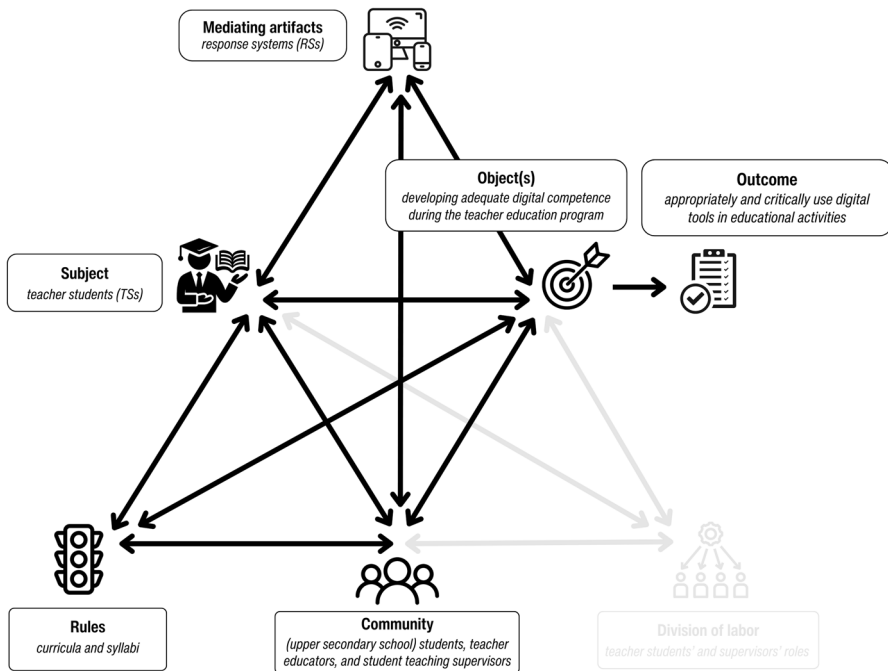 Mediating artifacts
response systems (RSs)
Object(s)
developing adequate digital competence
during the teacher education program
Outcome
appropriately and critically use digital
tools in educational activities
Subject
teacher students (TSs)
Rules
curricula and syllabi
Community
(upper secondary school) students, teacher
educators, and student teaching supervisors
Division of labor
teacher students' and supervisors' roles